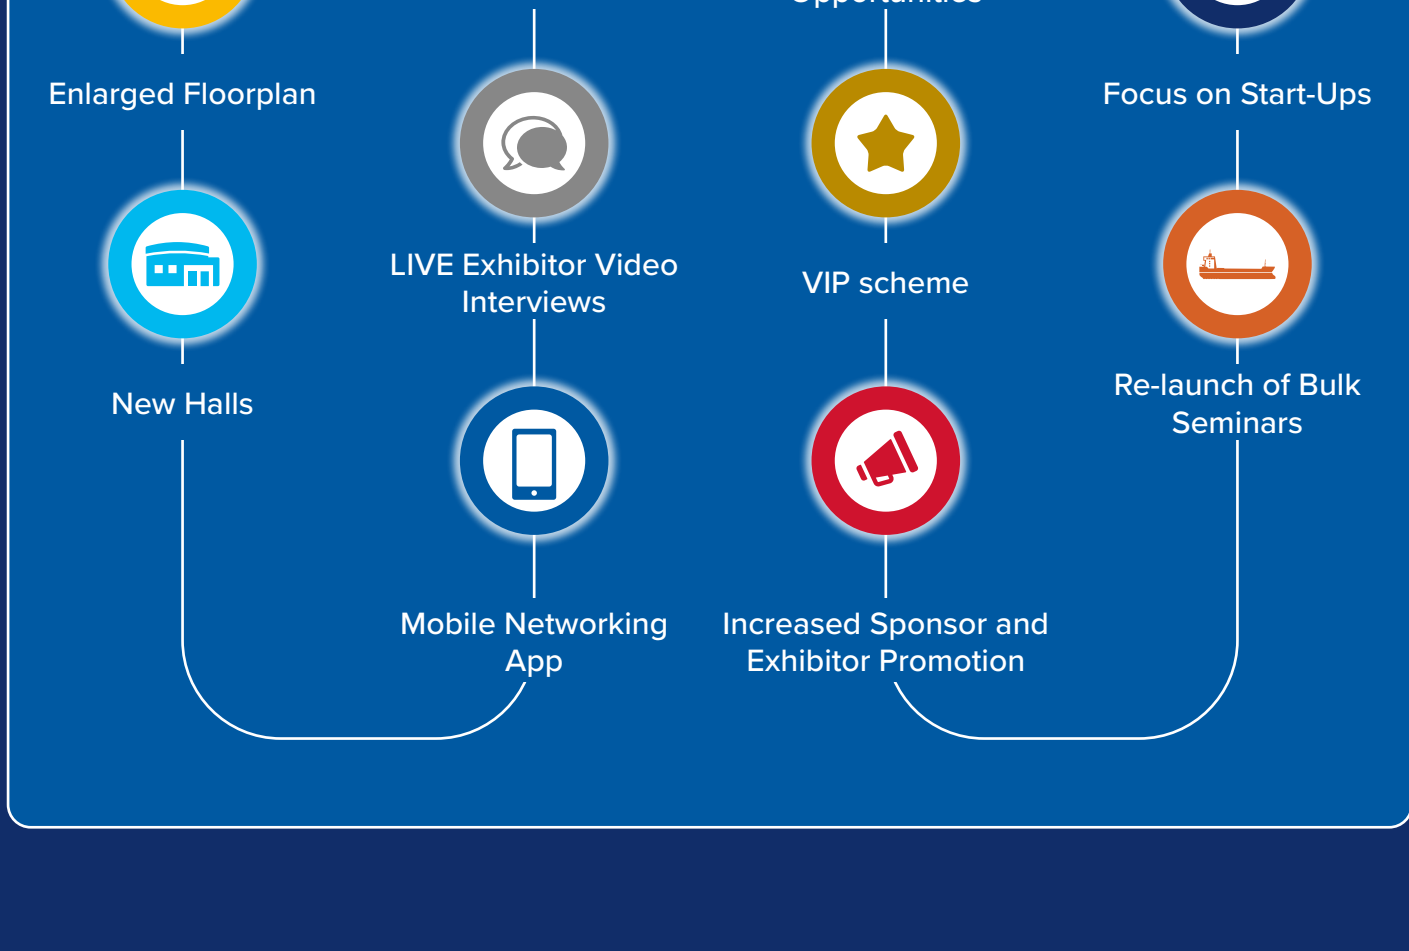 Opportunities
Enlarged Floorplan
Focus on Start-Ups
LIVE Exhibitor Video
Interviews
VIP scheme
New Halls
Re-launch of Bulk
Seminars
Mobile Networking
App
Increased Sponsor and
Exhibitor Promotion